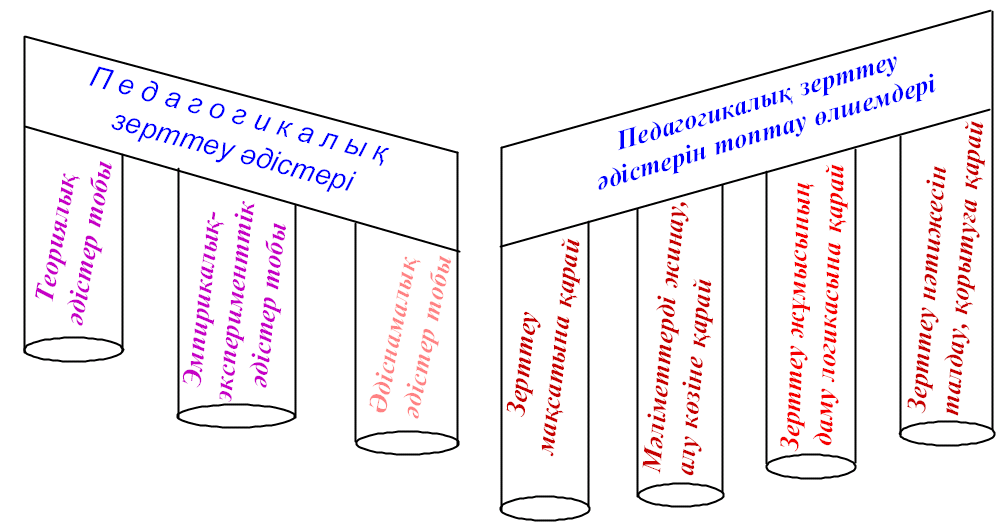 Педагогикалық
зерттеу әдістері
Теориялық
әдістер тобы
Эмпирикалық-
эксперименттік
әдістер тобы
Әдіснамалық
әдістер тобы
Педагогикалық зерттеу
әдістерін топтау өлшемдері
Зерттеу
мақсатына қарай
Мәліметтерді жинау,
алу көзіне қарай
Зерттеу жұмысының
даму логикасына қарай
Зерттеу нәтижесін
талдау, қорытуға қарай